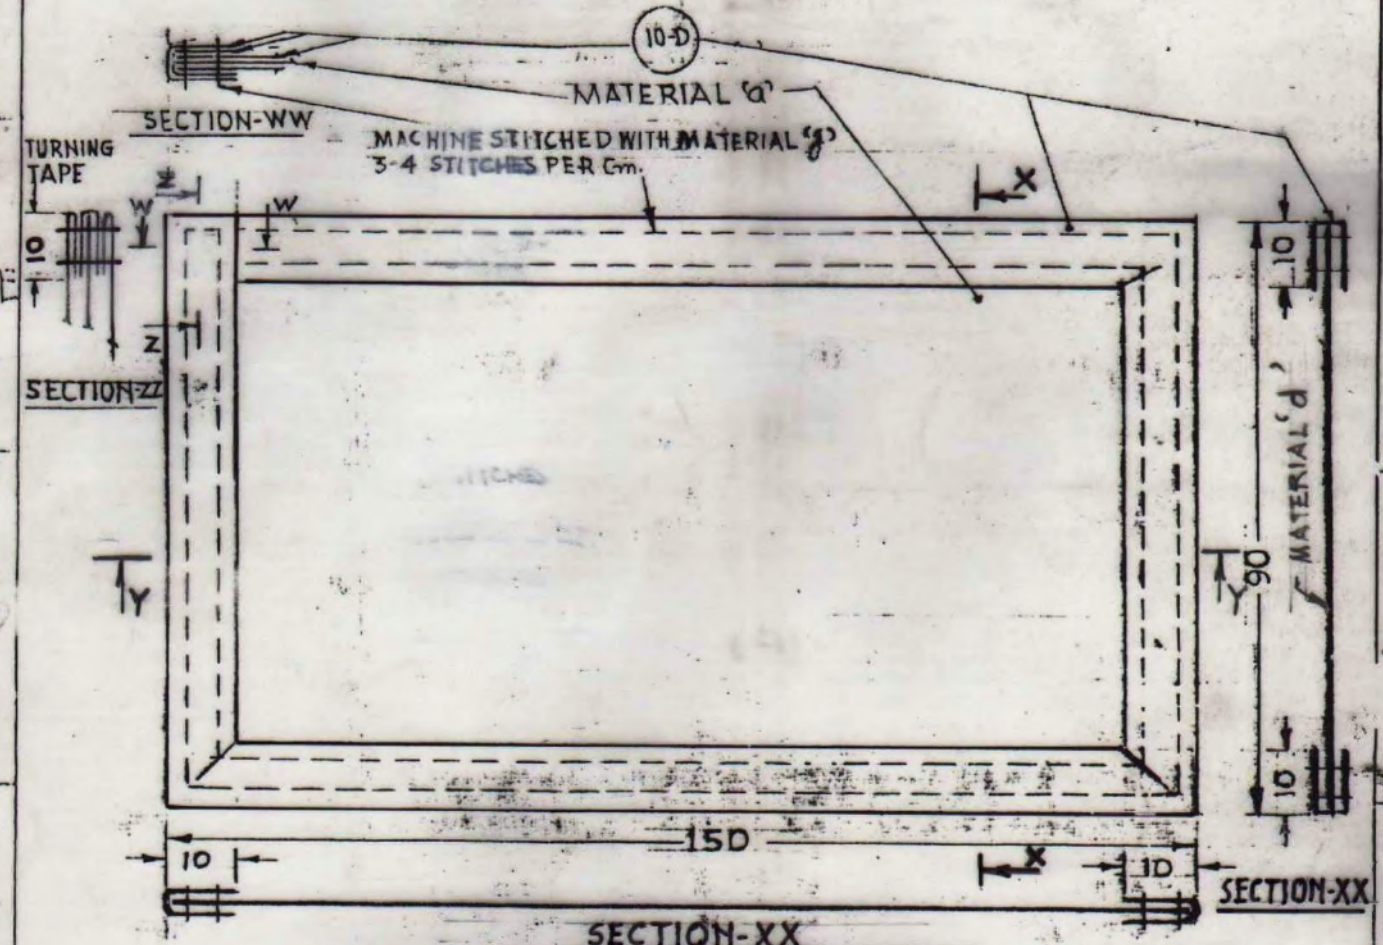 10-D
MATERIAL 'a'
SECTION-WW
MACHINE STITCHED WITH MATERIAL 'g'
3-4 STITCHES PER Cm.
TURNING
TAPE
Z
X
W
W
10
10
Z
SECTION-ZZ
MATERIAL 'd'
90
Y
Y
10
150
10
X
10
SECTION-XX
SECTION-XX